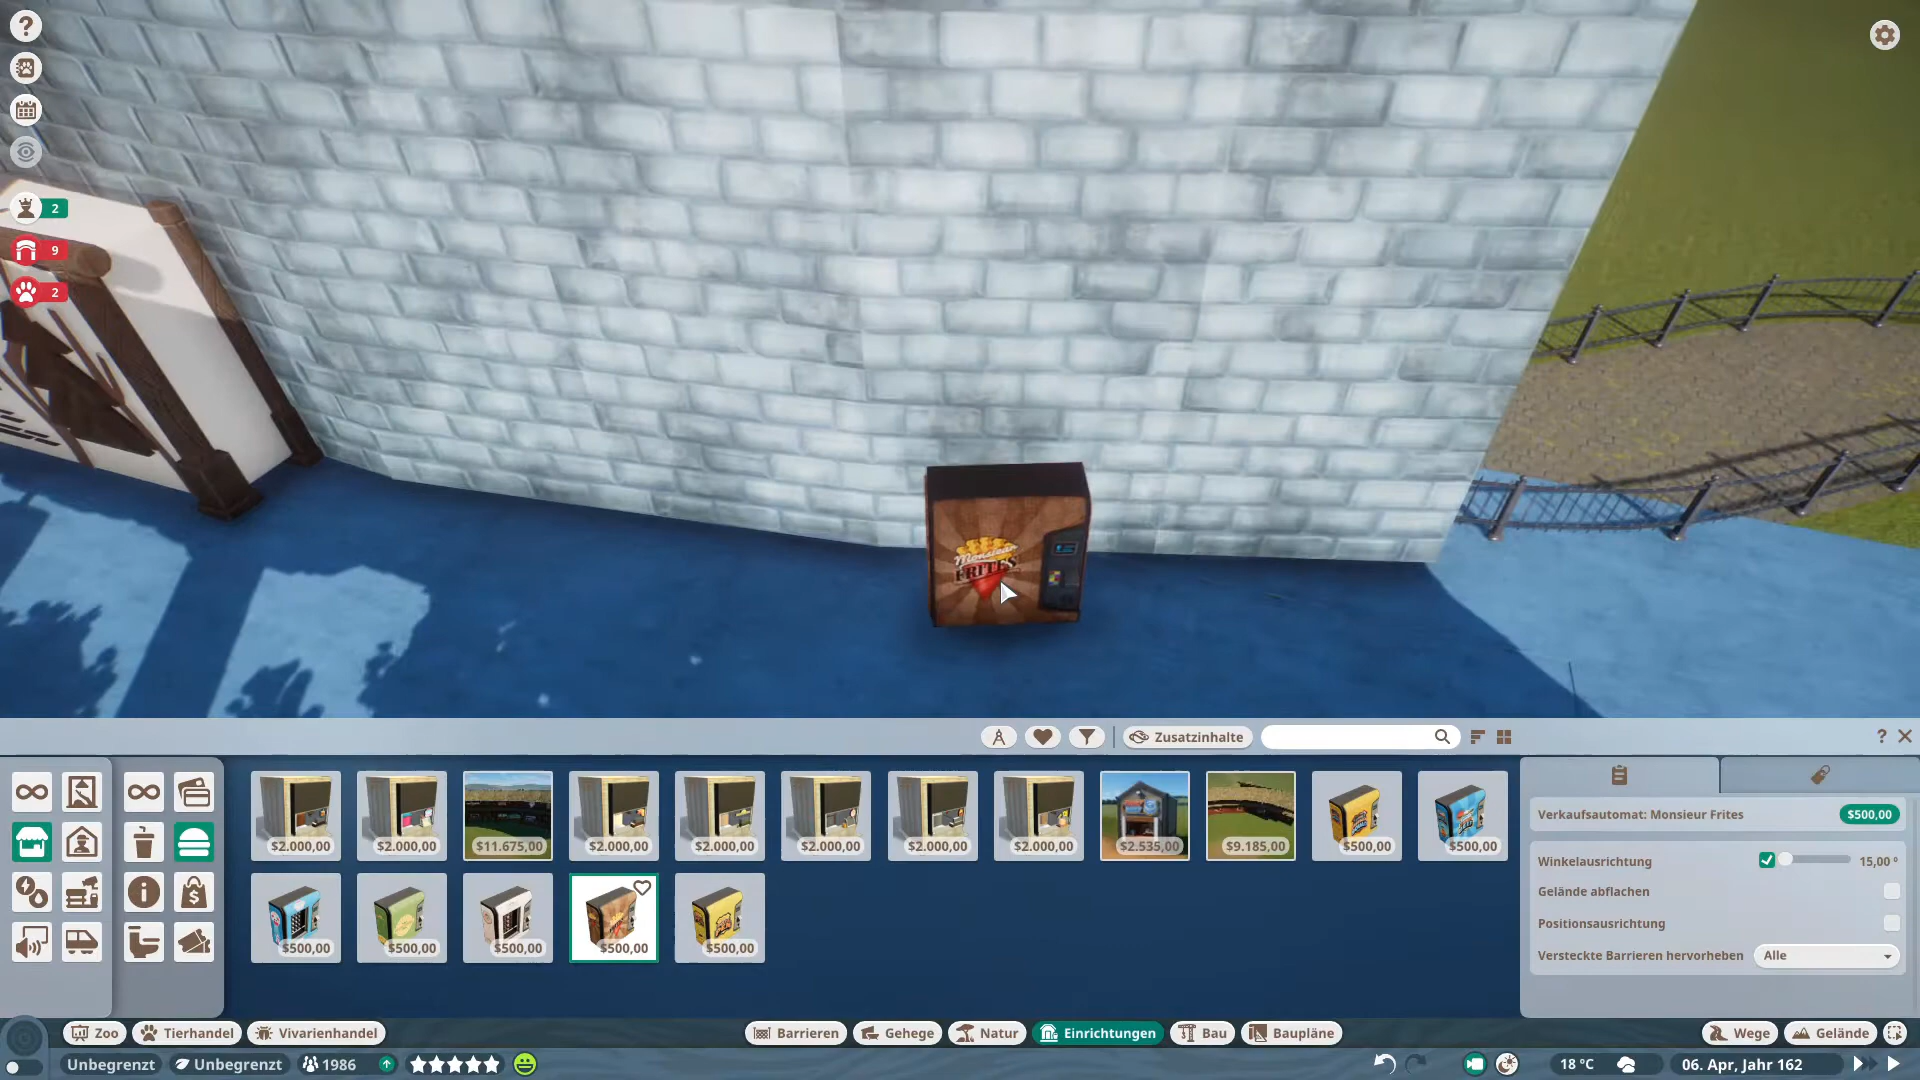 ?
2
9
2
Monsieur
FRITES
Zusatzinhalte
?
$2.000,00
$2.000,00
$11.675,00
$2.000,00
$2.000,00
$2.000,00
$2.000,00
$2.000,00
$2.535,00
$9.185,00
$500,00
$500,00
$500,00
$500,00
$500,00
$500,00
$500,00
Verkaufsautomat: Monsieur Frites
$500,00
Winkelausrichtung
15,00 °
Gelände abflachen
Positionsausrichtung
Versteckte Barrieren hervorheben
Alle
Zoo
Tierhandel
Vivarienhandel
Barrieren
Gehege
Natur
Einrichtungen
Bau
Baupläne
Wege
Gelände
Unbegrenzt
Unbegrenzt
1986
18 °C
06. Apr, Jahr 162